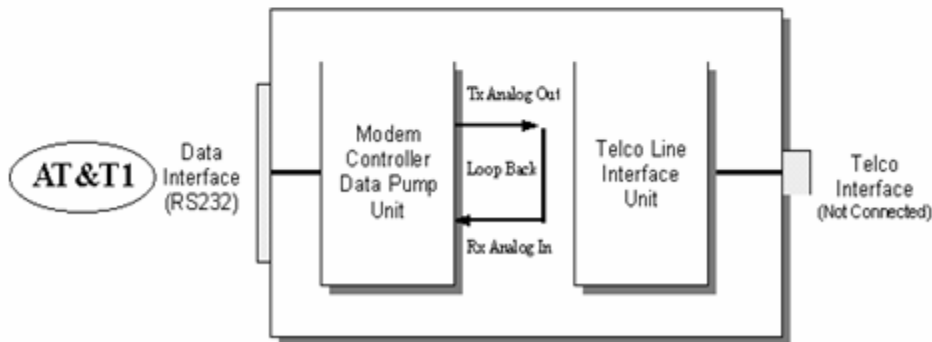 AT&T1
Data
Interface
(RS232)
Modem
Controller
Data Pump
Unit
Tx Analog Out
Loop Back
Rx Analog In
Telco Line
Interface
Unit
Telco
Interface
(Not Connected)